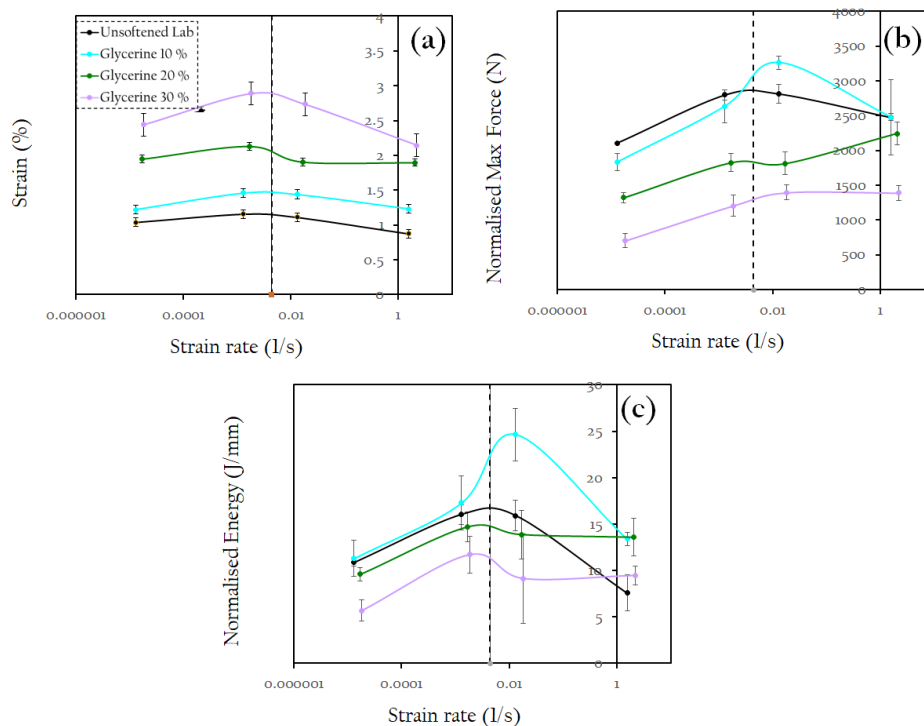 Unsoftened Lab
Glycerine 10 %
Glycerine 20 %
Glycerine 30 %
(a)
4
3.5
3
2.5
2
1.5
1
0.5
0
Strain (%)
0.000001
0.0001
0.01
1
Strain rate (1/s)
(b)
4000
3500
3000
2500
2000
1500
1000
500
0
Normalised Max Force (N)
0.000001
0.0001
0.01
1
Strain rate (1/s)
(c)
30
25
20
15
10
5
0
Normalised Energy (J/mm)
0.000001
0.0001
0.01
1
Strain rate (1/s)